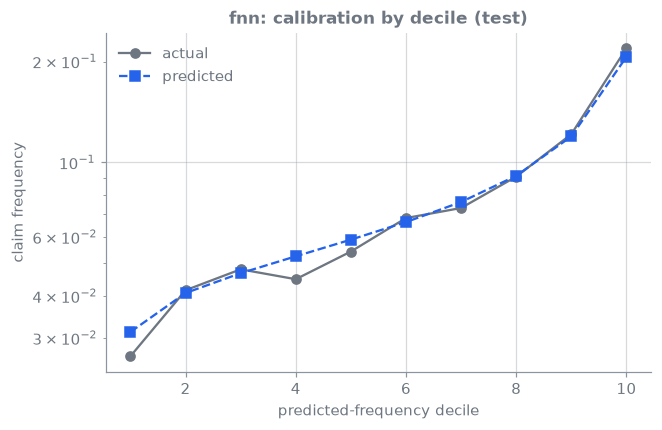 fnn: calibration by decile (test)
actual
predicted
2 × 10⁻¹
10⁻¹
6 × 10⁻²
4 × 10⁻²
3 × 10⁻²
claim frequency
2 4 6 8 10
predicted-frequency decile